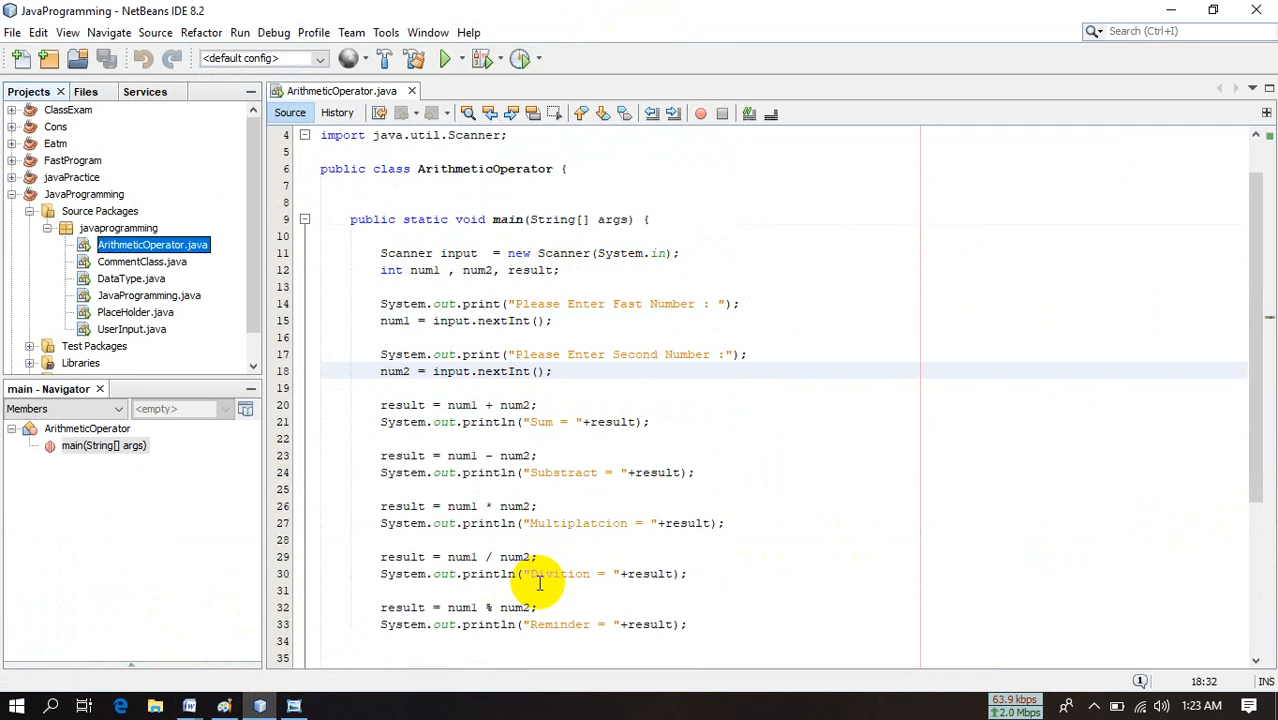 JavaProgramming - NetBeans IDE 8.2
File Edit View Navigate Source Refactor Run Debug Profile Team Tools Window Help
Search (Ctrl+I)
<default config>
Projects Files Services
ArithmeticOperator.java
Source History
ClassExam
Cons
Eatm
FastProgram
javaPractice
JavaProgramming
Source Packages
javaprogramming
ArithmeticOperator.java
CommentClass.java
DataType.java
JavaProgramming.java
PlaceHolder.java
UserInput.java
Test Packages
Libraries
main - Navigator
Members <empty>
ArithmeticOperator
main(String[] args)
4 import java.util.Scanner;
5
6 public class ArithmeticOperator {
7
8
9 public static void main(String[] args) {
10
11 Scanner input = new Scanner(System.in);
12 int num1 , num2, result;
13
14 System.out.print("Please Enter Fast Number : ");
15 num1 = input.nextInt();
16
17 System.out.print("Please Enter Second Number :");
18 num2 = input.nextInt();
19
20 result = num1 + num2;
21 System.out.println("Sum = "+result);
22
23 result = num1 - num2;
24 System.out.println("Substract = "+result);
25
26 result = num1 * num2;
27 System.out.println("Multiplatcion = "+result);
28
29 result = num1 / num2;
30 System.out.println("Divition = "+result);
31
32 result = num1 % num2;
33 System.out.println("Reminder = "+result);
34
35
18:32 INS
63.9 kbps
2.0 Mbps
1:23 AM